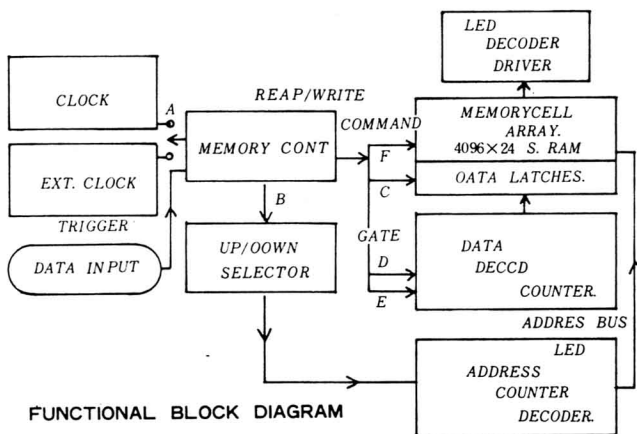 LED
DECODER
DRIVER
CLOCK
A
REAP/WRITE
MEMORY CONT
COMMAND
F
C
MEMORYCELL
ARRAY.
4096×24 S. RAM
OATA LATCHES.
EXT. CLOCK
TRIGGER
DATA INPUT
B
UP/OOWN
SELECTOR
GATE
D
E
DATA
DECCD
COUNTER.
ADDRES BUS
LED
ADDRESS
COUNTER
DECODER.
FUNCTIONAL BLOCK DIAGRAM